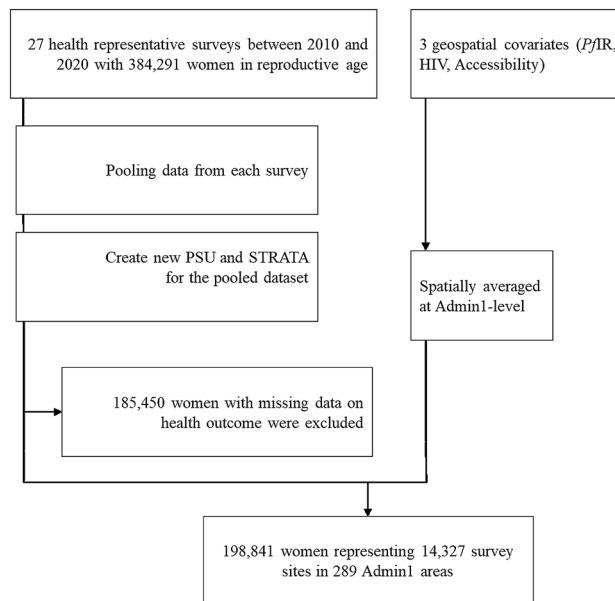 27 health representative surveys between 2010 and
2020 with 384,291 women in reproductive age
3 geospatial covariates (PfIR,
HIV, Accessibility)
Pooling data from each survey
Create new PSU and STRATA
for the pooled dataset
Spatially averaged
at Admin1-level
185,450 women with missing data on
health outcome were excluded
198,841 women representing 14,327 survey
sites in 289 Admin1 areas